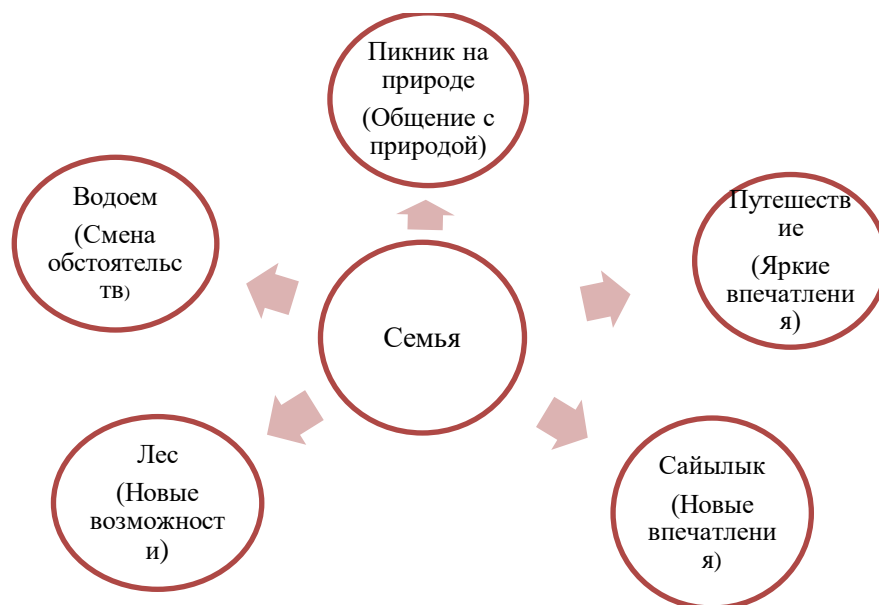 Пикник на
природе
(Общение с
природой)
Водоем
(Смена
обстоятельс
тв)
Путешеств
ие
(Яркие
впечатлени
я)
Семья
Лес
(Новые
возможност
и)
Сайылык
(Новые
впечатлени
я)